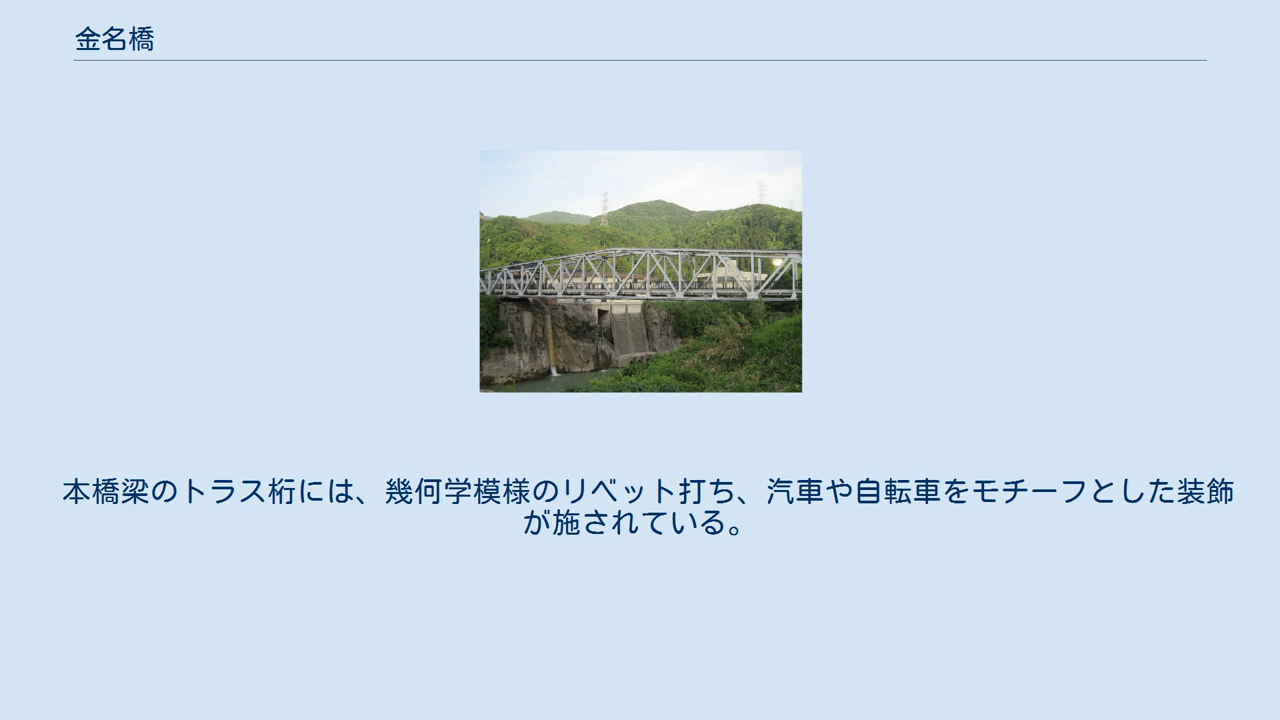 金名橋
本橋梁のトラス桁には、幾何学模様のリベット打ち、汽車や自転車をモチーフとした装飾
が施されている。